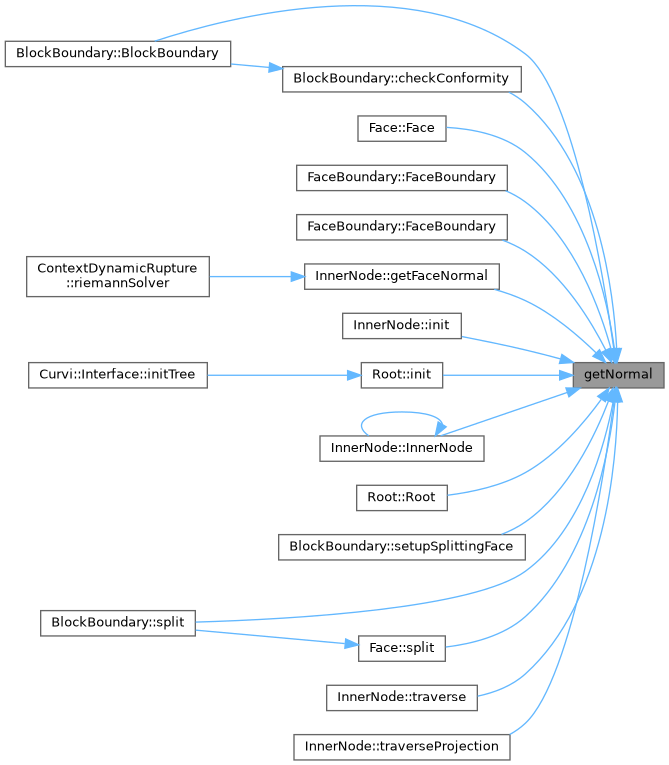 BlockBoundary::BlockBoundary
BlockBoundary::checkConformity
Face::Face
FaceBoundary::FaceBoundary
FaceBoundary::FaceBoundary
ContextDynamicRupture
::riemannSolver
InnerNode::getFaceNormal
InnerNode::init
Curvi::Interface::initTree
Root::init
getNormal
InnerNode::InnerNode
Root::Root
BlockBoundary::setupSplittingFace
BlockBoundary::split
Face::split
InnerNode::traverse
InnerNode::traverseProjection